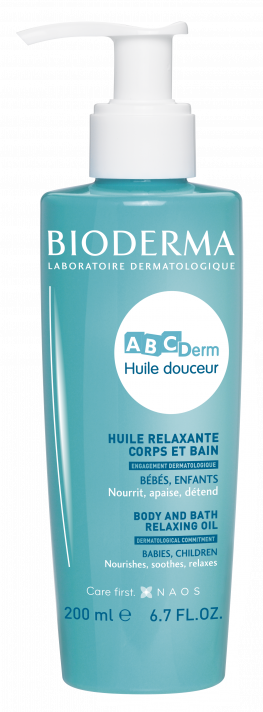 BIODERMA
LABORATOIRE DERMATOLOGIQUE
ABCDerm
Huile douceur
HUILE RELAXANTE
CORPS ET BAIN
ENGAGEMENT DERMATOLOGIQUE
BÉBÉS, ENFANTS
Nourrit, apaise, détend
BODY AND BATH
RELAXING OIL
DERMATOLOGICAL COMMITMENT
BABIES, CHILDREN
Nourishes, soothes, relaxes
Care first. NAOS
200 ml ℮ 6.7 FL.OZ.